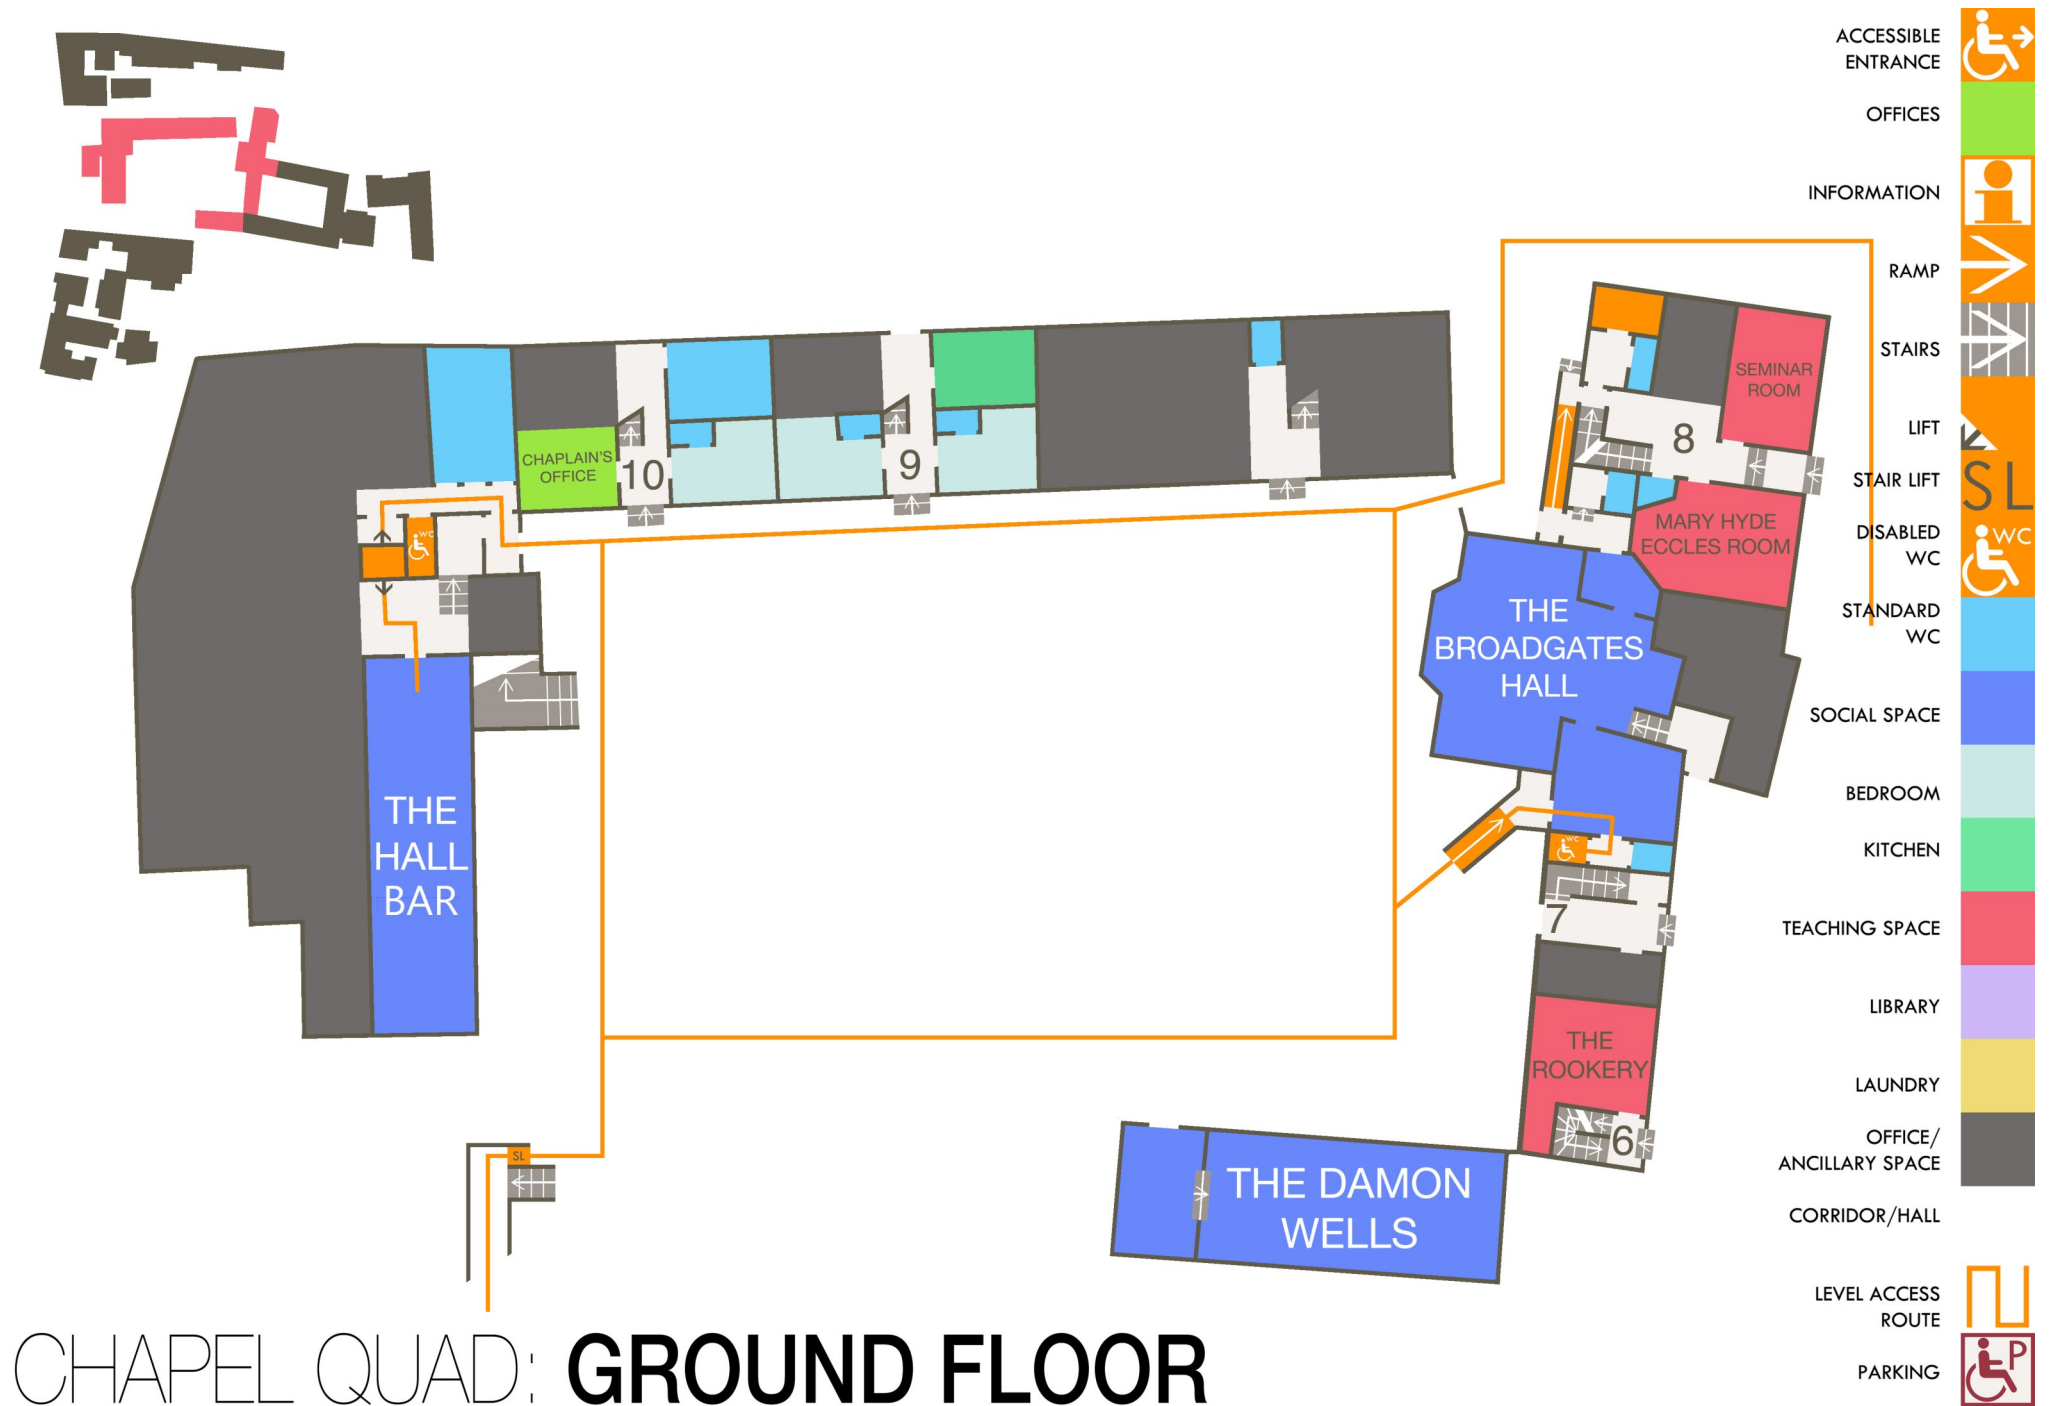 ACCESSIBLE
ENTRANCE
OFFICES
INFORMATION
RAMP
STAIRS
LIFT
STAIR LIFT
SL
DISABLED
WC
WC
STANDARD
WC
SOCIAL SPACE
BEDROOM
KITCHEN
TEACHING SPACE
LIBRARY
LAUNDRY
OFFICE/
ANCILLARY SPACE
CORRIDOR/HALL
LEVEL ACCESS
ROUTE
PARKING
P
SEMINAR
ROOM
8
CHAPLAIN'S
OFFICE
10
9
MARY HYDE
ECCLES ROOM
WC
THE
BROADGATES
HALL
THE
HALL
BAR
WC
7
THE
ROOKERY
6
SL
THE DAMON
WELLS
CHAPEL QUAD: GROUND FLOOR